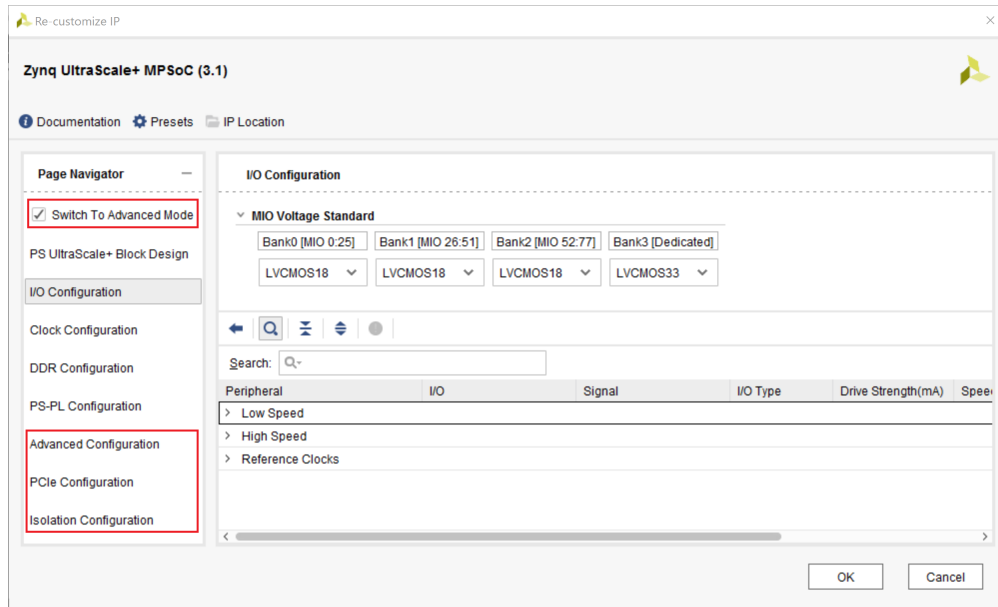 Re-customize IP
Zynq UltraScale+ MPSoC (3.1)
Documentation Presets IP Location
Page Navigator
Switch To Advanced Mode
PS UltraScale+ Block Design
I/O Configuration
Clock Configuration
DDR Configuration
PS-PL Configuration
Advanced Configuration
PCIe Configuration
Isolation Configuration
I/O Configuration
MIO Voltage Standard
Bank0 [MIO 0:25] Bank1 [MIO 26:51] Bank2 [MIO 52:77] Bank3 [Dedicated]
LVCMOS18 LVCMOS18 LVCMOS18 LVCMOS33
Search:
Peripheral I/O Signal I/O Type Drive Strength(mA) Speed
Low Speed
High Speed
Reference Clocks
OK Cancel